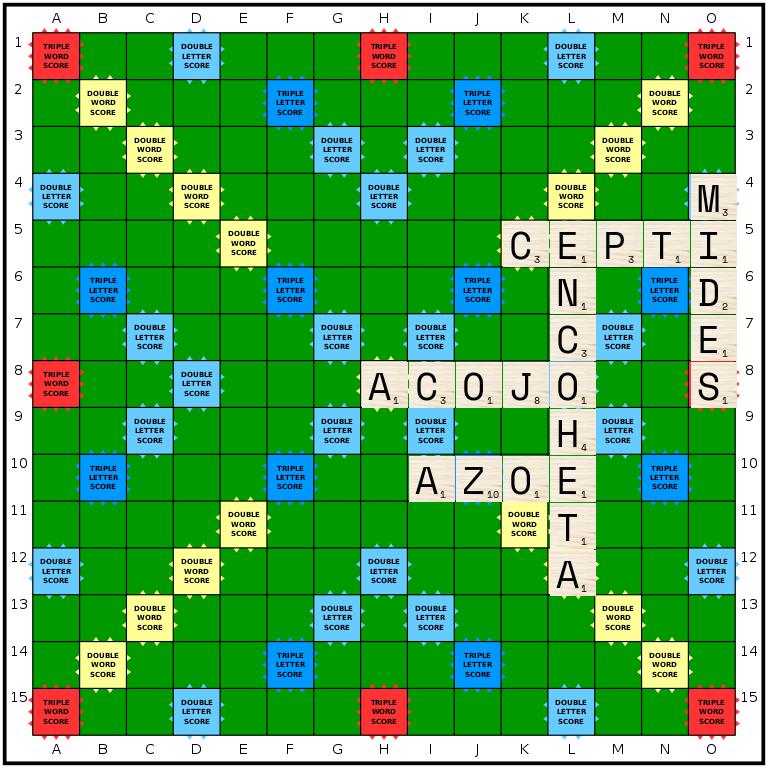 A B C D E F G H I J K L M N O
TRIPLE DOUBLE TRIPLE DOUBLE TRIPLE
1 WORD LETTER WORD LETTER WORD 1
SCORE SCORE SCORE SCORE SCORE
DOUBLE TRIPLE TRIPLE DOUBLE
2 WORD LETTER LETTER WORD 2
SCORE SCORE SCORE SCORE
DOUBLE DOUBLE DOUBLE DOUBLE
3 WORD LETTER LETTER WORD 3
SCORE SCORE SCORE SCORE
DOUBLE DOUBLE DOUBLE DOUBLE
4 LETTER WORD LETTER WORD M3 4
SCORE SCORE SCORE SCORE
DOUBLE
5 WORD C3 E1 P3 T1 I1 5
SCORE
TRIPLE TRIPLE TRIPLE TRIPLE
6 LETTER LETTER LETTER N1 LETTER D2 6
SCORE SCORE SCORE SCORE
DOUBLE DOUBLE DOUBLE DOUBLE
7 LETTER LETTER LETTER C3 LETTER E1 7
SCORE SCORE SCORE SCORE
TRIPLE DOUBLE
8 WORD LETTER A1 C3 O1 J8 O1 S1 8
SCORE SCORE
DOUBLE DOUBLE DOUBLE DOUBLE
9 LETTER LETTER LETTER H4 LETTER 9
SCORE SCORE SCORE SCORE
TRIPLE TRIPLE TRIPLE
10 LETTER LETTER A1 Z10 O1 E1 LETTER 10
SCORE SCORE SCORE
DOUBLE DOUBLE
11 WORD WORD T1 11
SCORE SCORE
DOUBLE DOUBLE DOUBLE DOUBLE
12 LETTER WORD LETTER A1 LETTER 12
SCORE SCORE SCORE SCORE
DOUBLE DOUBLE DOUBLE DOUBLE
13 WORD LETTER LETTER WORD 13
SCORE SCORE SCORE SCORE
DOUBLE TRIPLE TRIPLE DOUBLE
14 WORD LETTER LETTER WORD 14
SCORE SCORE SCORE SCORE
TRIPLE DOUBLE TRIPLE DOUBLE TRIPLE
15 WORD LETTER WORD LETTER WORD 15
SCORE SCORE SCORE SCORE SCORE
A B C D E F G H I J K L M N O